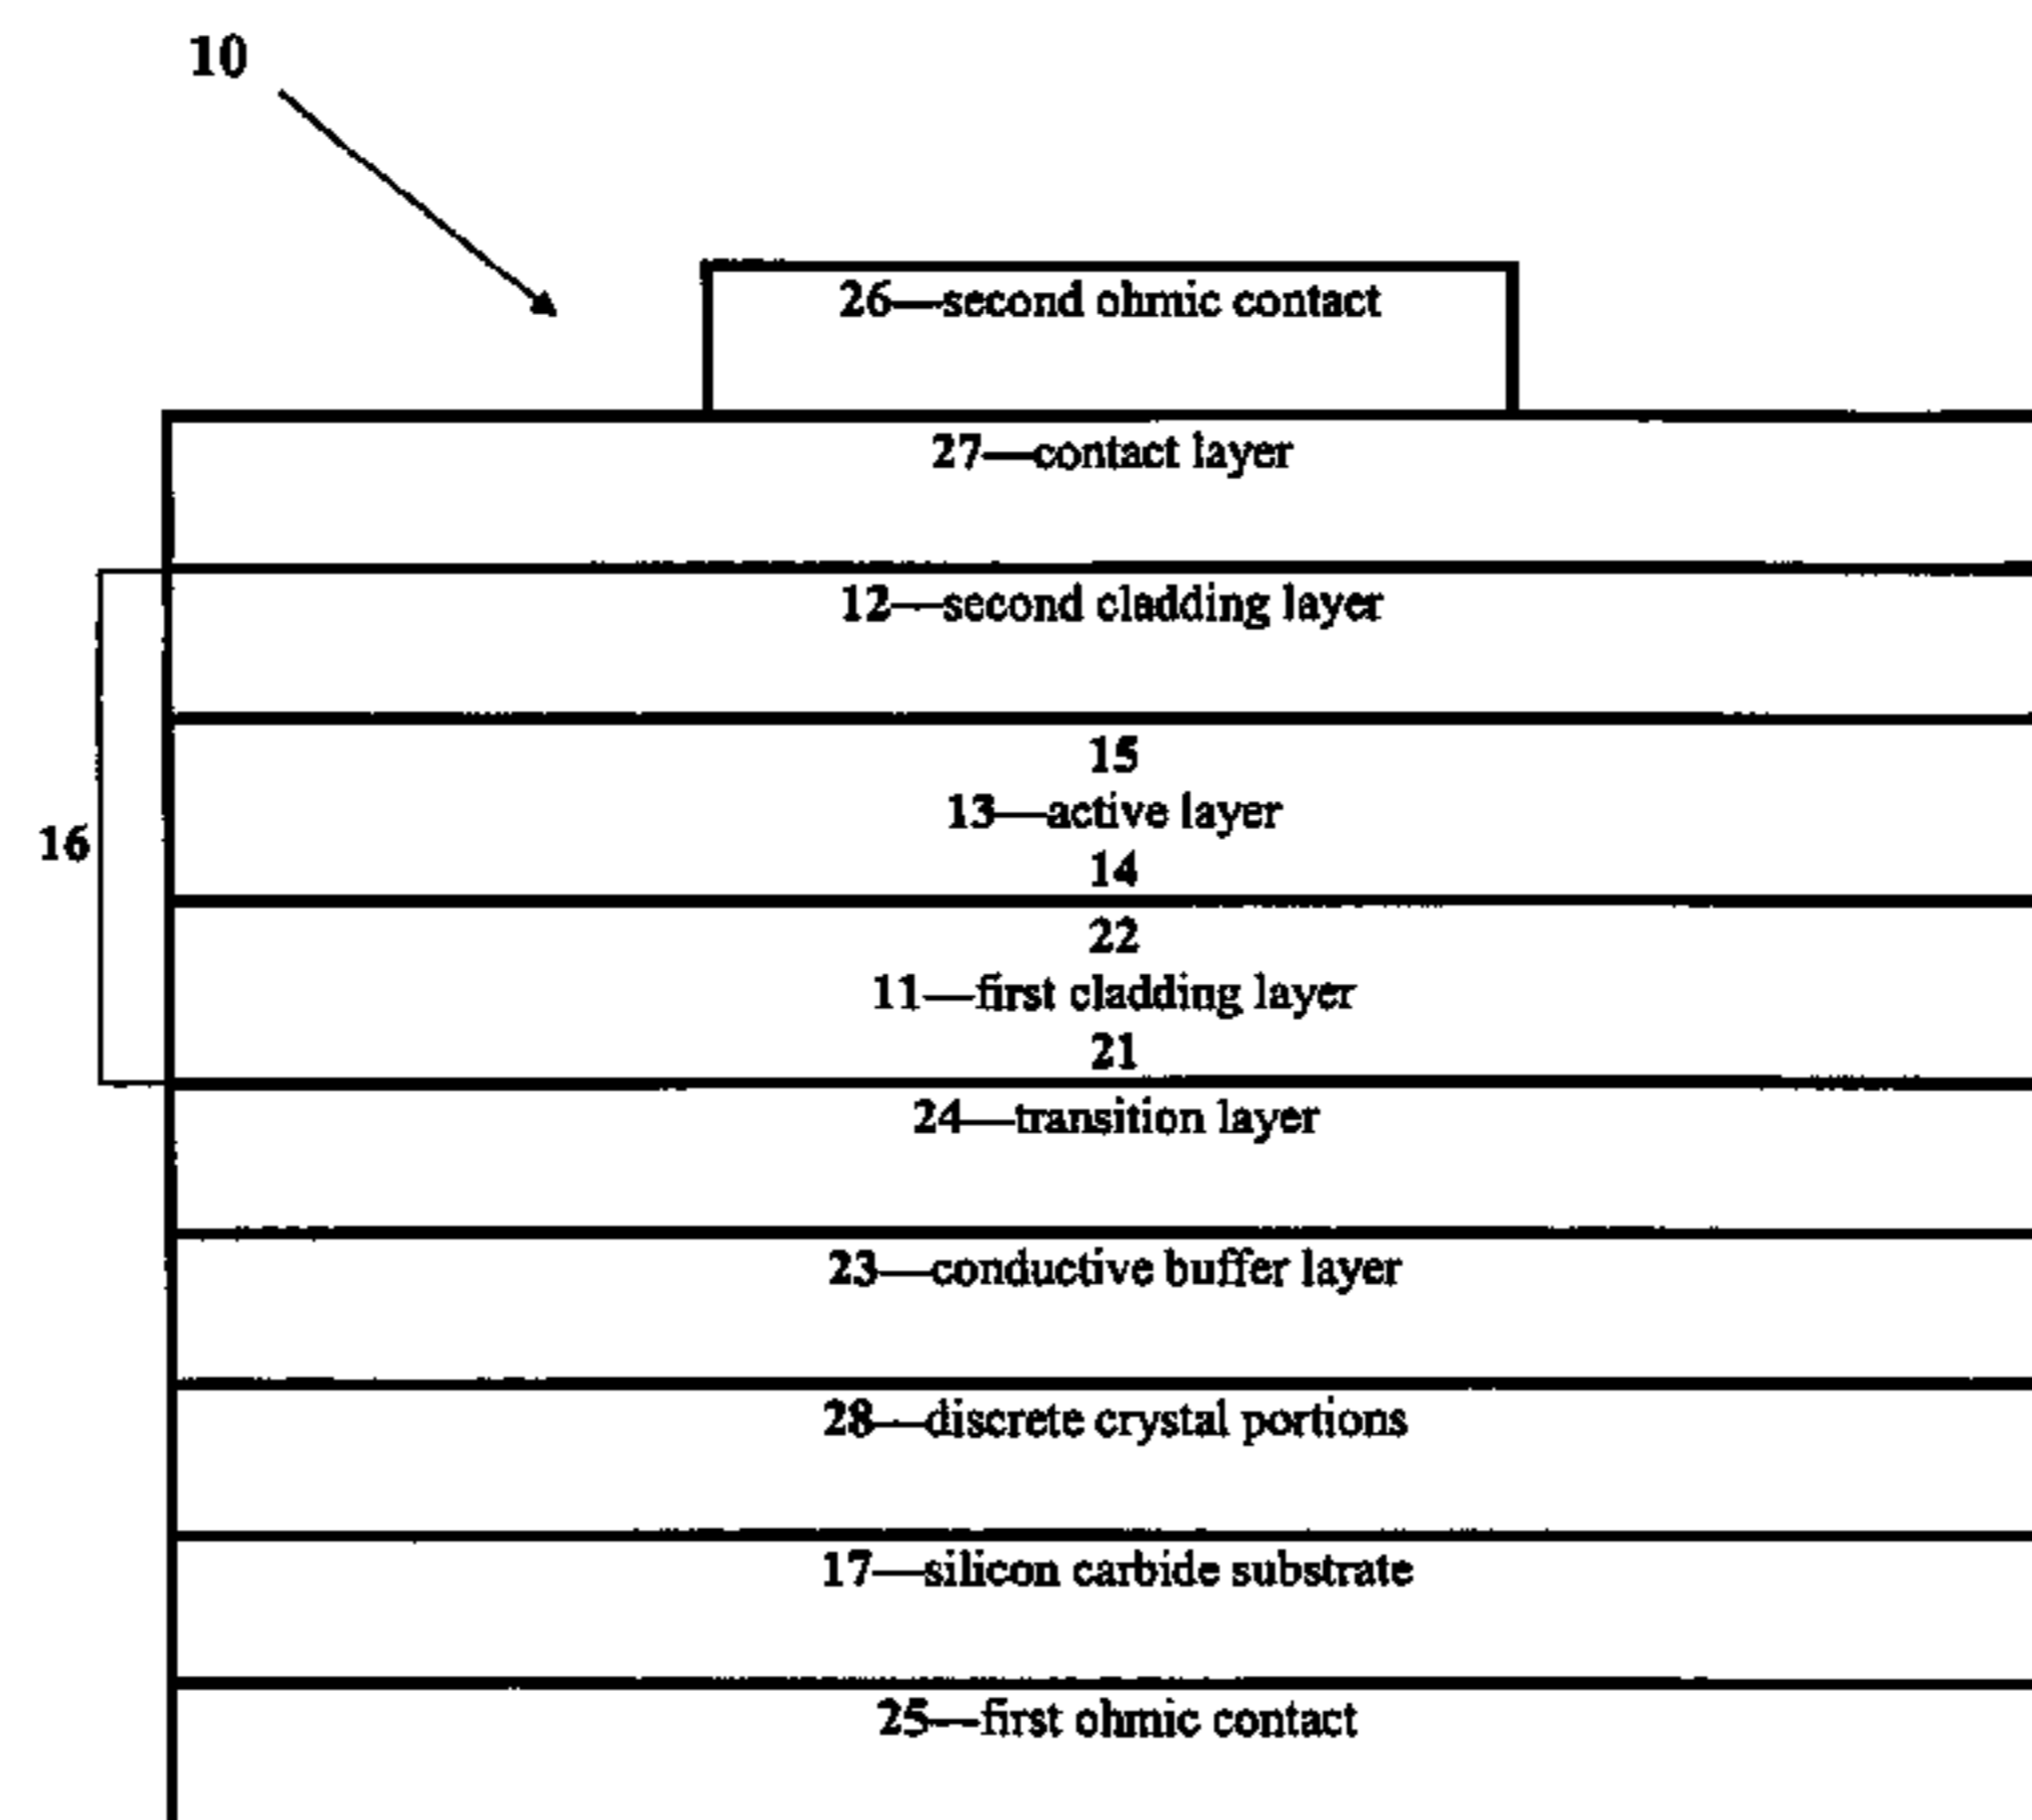 10
26—second ohmic contact
27—contact layer
12—second cladding layer
15
13—active layer
16
14
22
11—first cladding layer
21
24—transition layer
23—conductive buffer layer
28—discrete crystal portions
17—silicon carbide substrate
25—first ohmic contact